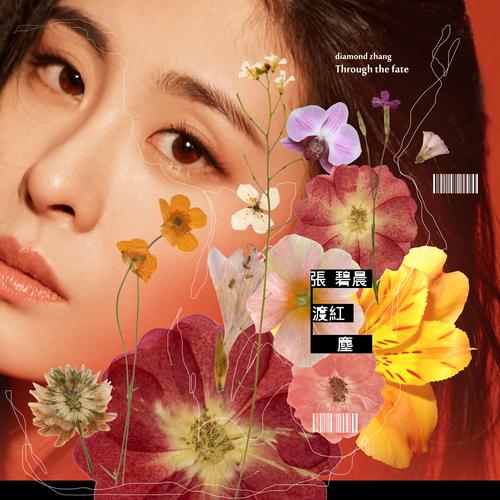 diamond zhang
Through the fate
張 碧晨
渡紅
塵